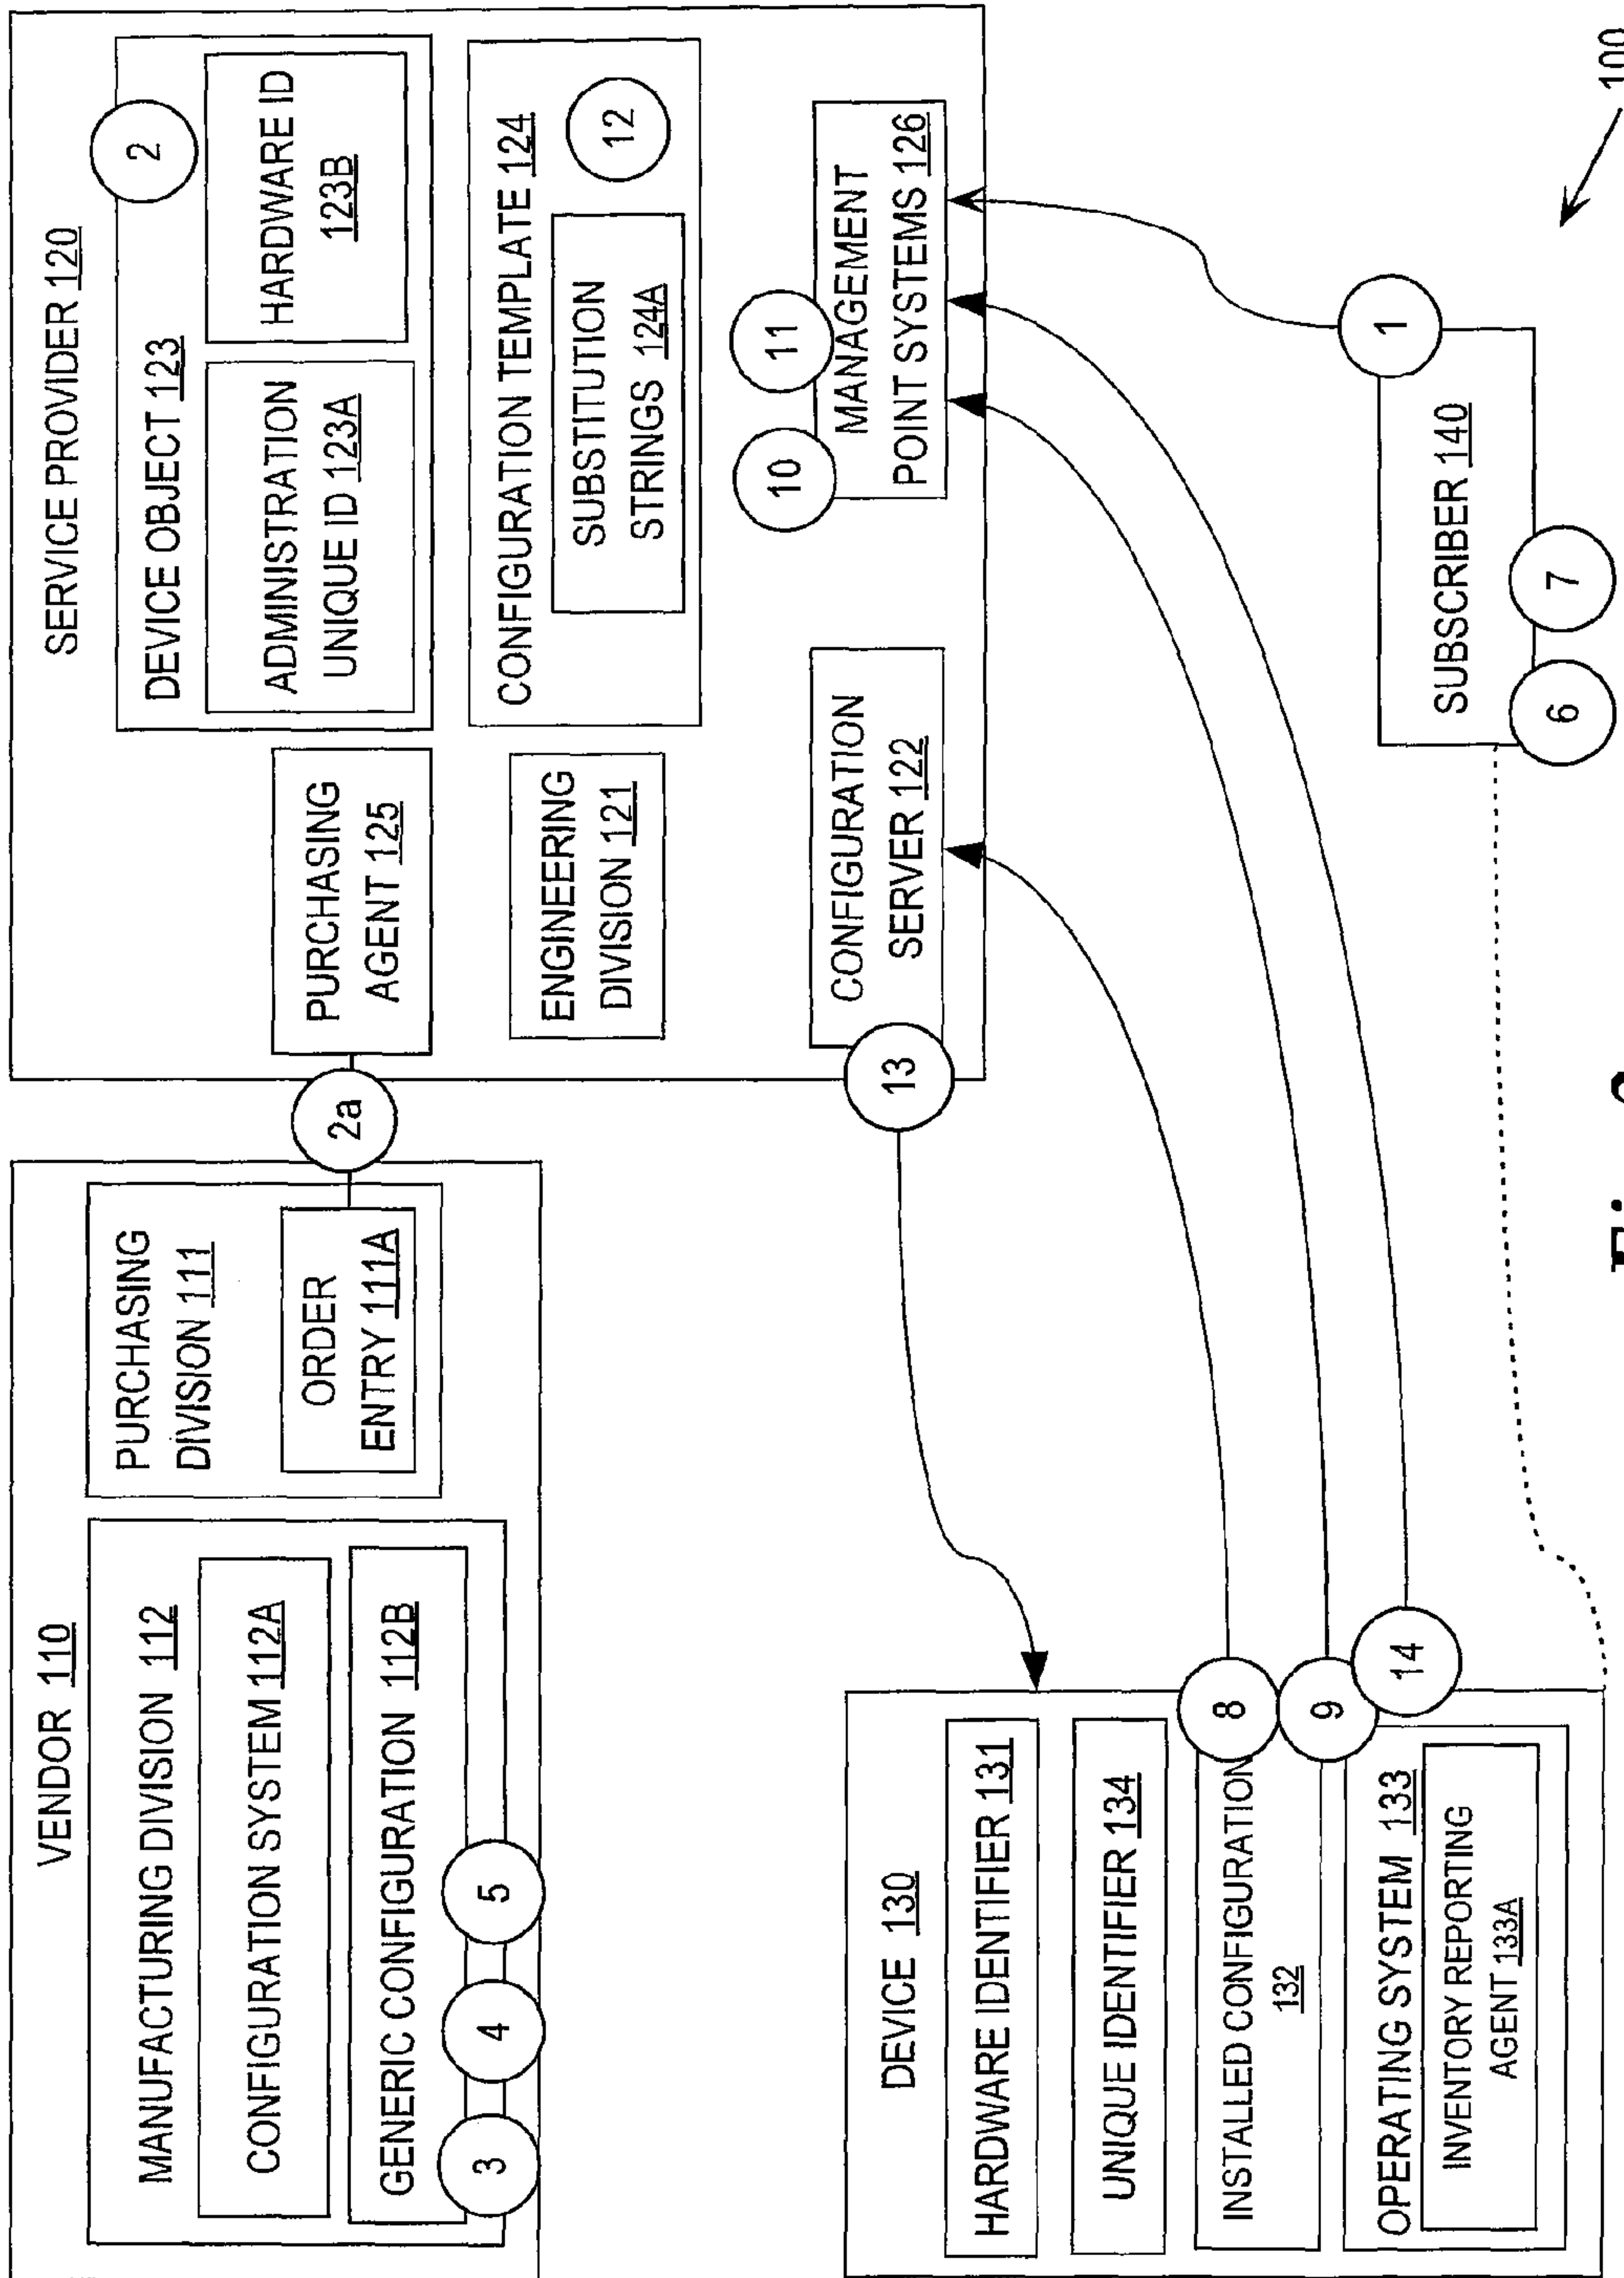 VENDOR 110
MANUFACTURING DIVISION 112
CONFIGURATION SYSTEM 112A
GENERIC CONFIGURATION 112B
3
4
5
PURCHASING
DIVISION 111
ORDER
ENTRY 111A
2a
SERVICE PROVIDER 120
PURCHASING
AGENT 125
ENGINEERING
DIVISION 121
DEVICE OBJECT 123
2
ADMINISTRATION
UNIQUE ID 123A
HARDWARE ID
123B
CONFIGURATION TEMPLATE 124
SUBSTITUTION
STRINGS 124A
12
CONFIGURATION
SERVER 122
13
10
11
MANAGEMENT
POINT SYSTEMS 126
DEVICE 130
HARDWARE IDENTIFIER 131
UNIQUE IDENTIFIER 134
INSTALLED CONFIGURATION
132
OPERATING SYSTEM 133
INVENTORY REPORTING
AGENT 133A
8
9
14
SUBSCRIBER 140
1
6
7
100